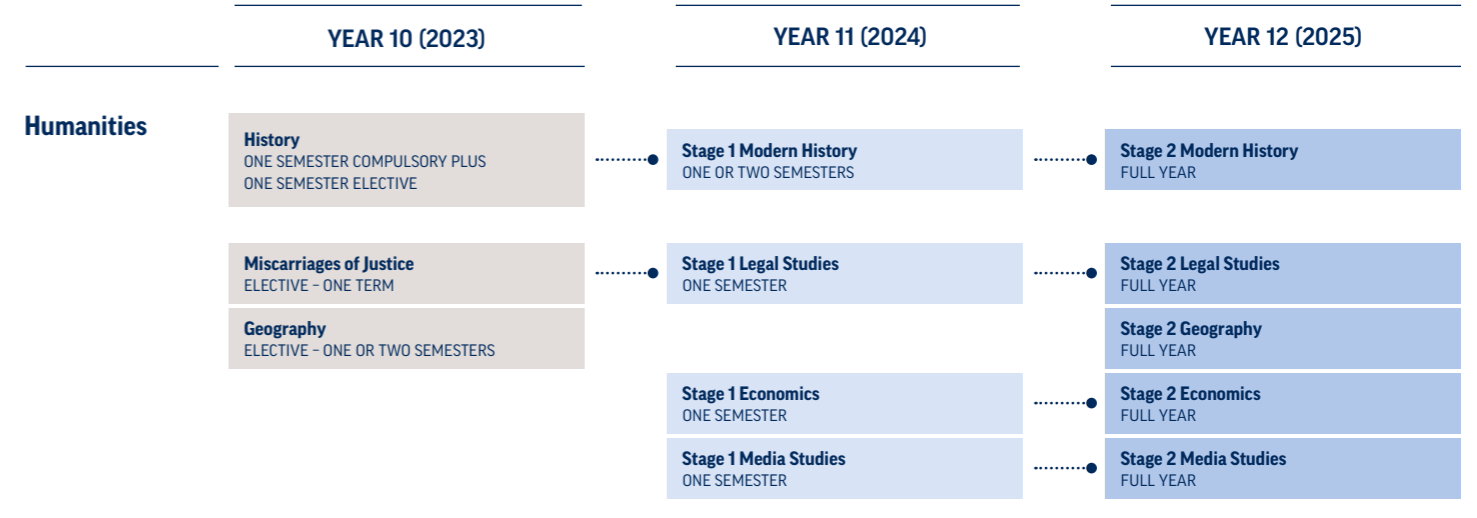 YEAR 10 (2023)
YEAR 11 (2024)
YEAR 12 (2025)
Humanities
History
ONE SEMESTER COMPULSORY PLUS
ONE SEMESTER ELECTIVE
Stage 1 Modern History
ONE OR TWO SEMESTERS
Stage 2 Modern History
FULL YEAR
Miscarriages of Justice
ELECTIVE – ONE TERM
Stage 1 Legal Studies
ONE SEMESTER
Stage 2 Legal Studies
FULL YEAR
Geography
ELECTIVE – ONE OR TWO SEMESTERS
Stage 2 Geography
FULL YEAR
Stage 1 Economics
ONE SEMESTER
Stage 2 Economics
FULL YEAR
Stage 1 Media Studies
ONE SEMESTER
Stage 2 Media Studies
FULL YEAR